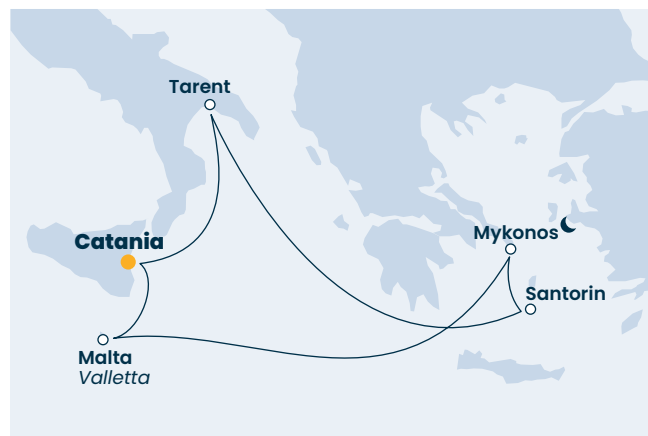 Tarent
Catania
Mykonos
Santorin
Malta
Valletta